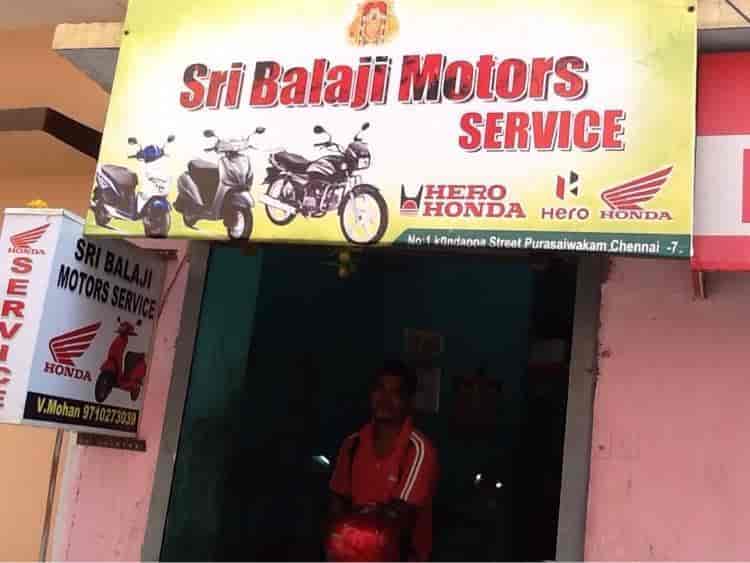 Sri Balaji Motors
SERVICE
HERO HONDA
Hero
HONDA
No:1,k0ndappa Street Purasaiwakam,Chennai -7.
HONDA
SERVICE
SRI BALAJI
MOTORS SERVICE
HONDA
V.Mohan 9710273039